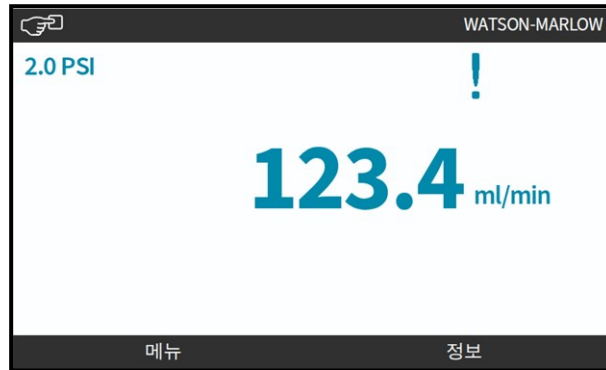 WATSON-MARLOW
2.0 PSI
!
123.4 ml/min
메뉴 정보